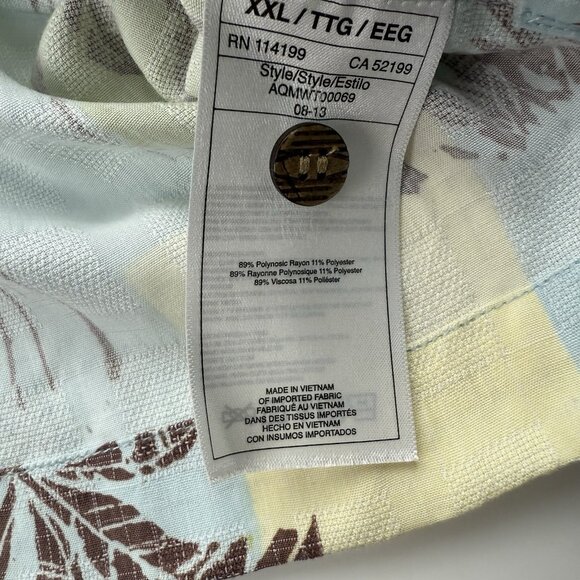 XXL / TTG / EEG
RN 114199 CA 52199
Style/Style/Estilo
AQMWT00069
08-13
89% Polynosic Rayon 11% Polyester
89% Rayonne Polynosique 11% Polyester
89% Viscosa 11% Poliéster
MADE IN VIETNAM
OF IMPORTED FABRIC
FABRIQUÉ AU VIETNAM
DANS DES TISSUS IMPORTÉS
HECHO EN VIETNAM
CON INSUMOS IMPORTADOS